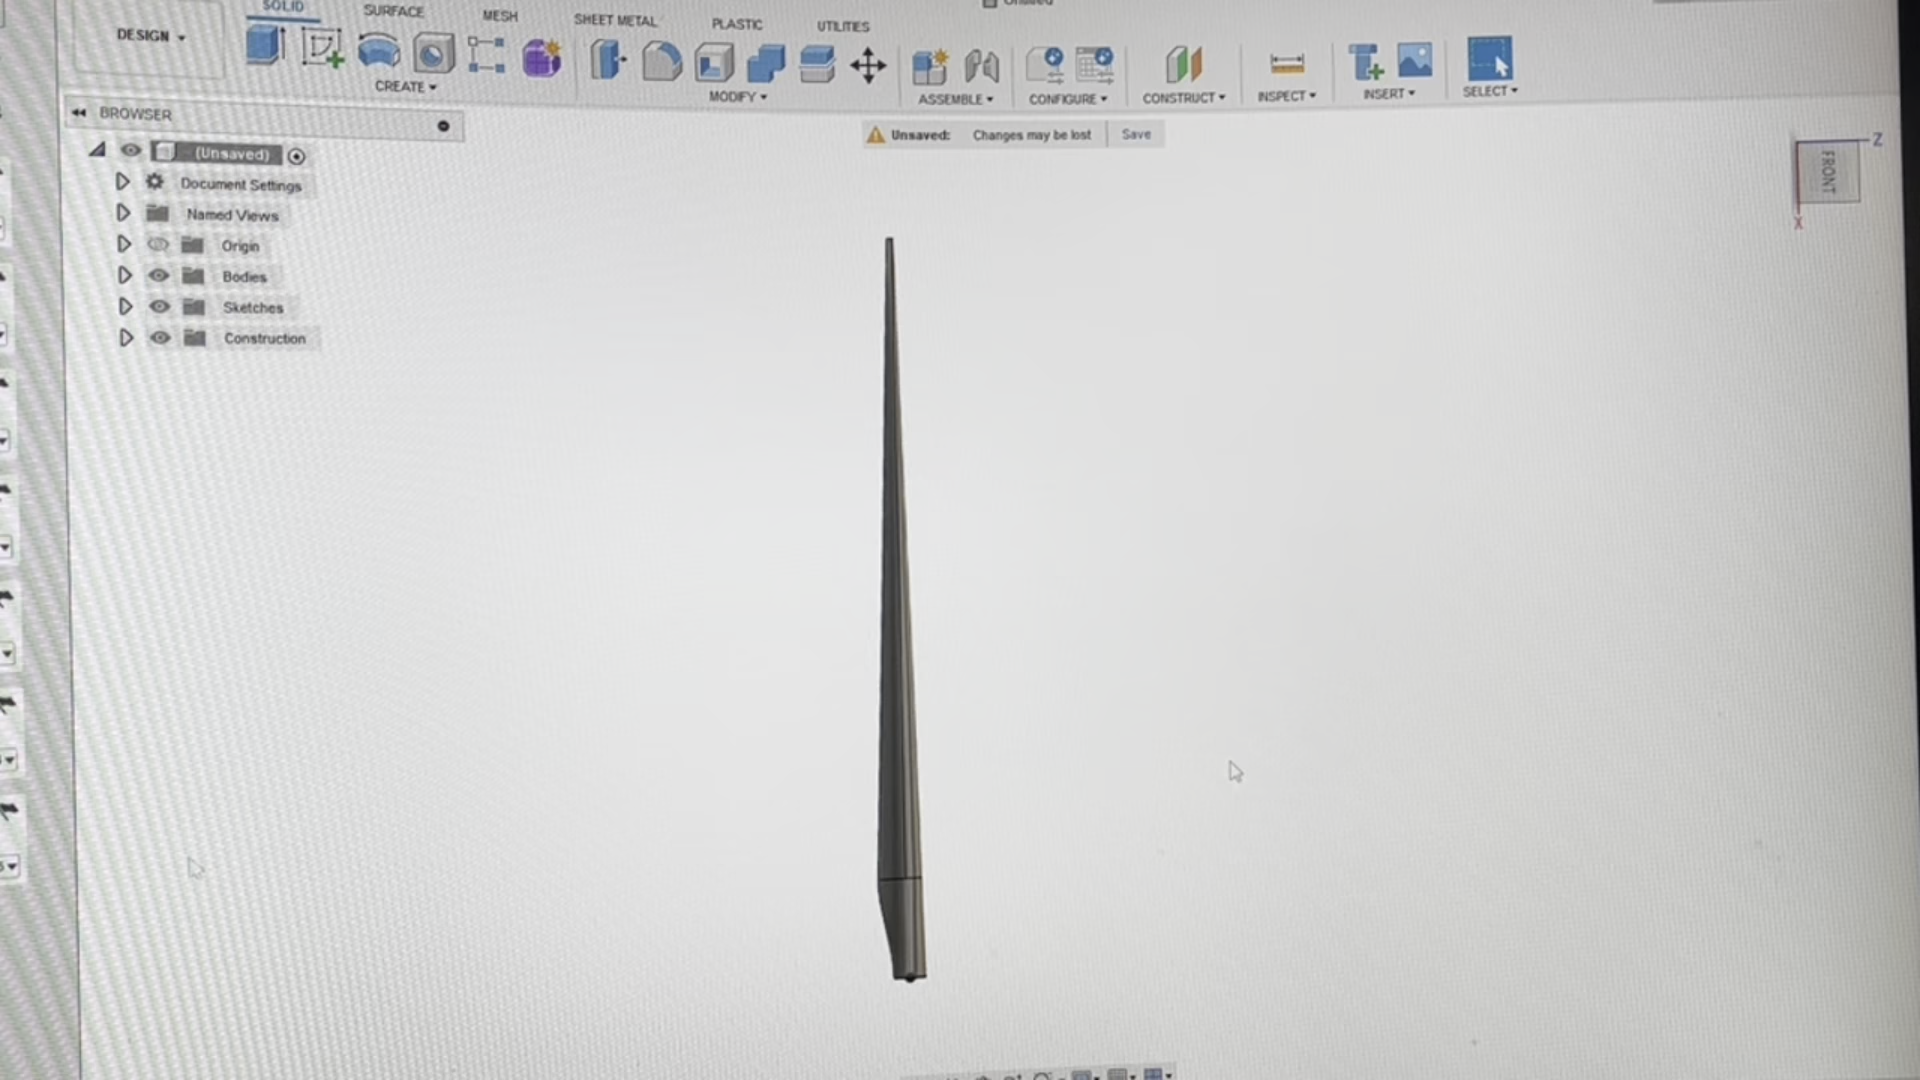 SOLID
SURFACE
MESH
SHEET METAL
PLASTIC
UTILITIES
DESIGN
CREATE
MODIFY
ASSEMBLE
CONFIGURE
CONSTRUCT
INSPECT
INSERT
SELECT
BROWSER
Unsaved: Changes may be lost Save
(Unsaved)
Document Settings
Named Views
Origin
Bodies
Sketches
Construction
Z
FRONT
X